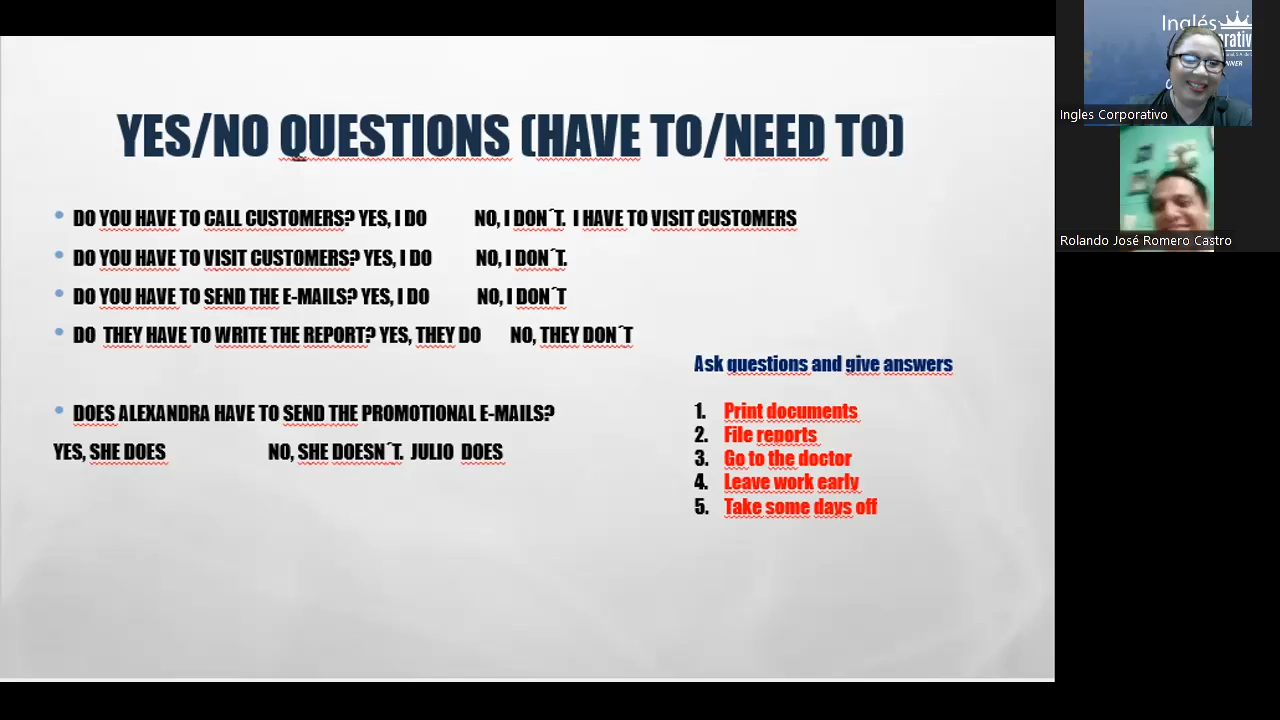 YES/NO QUESTIONS (HAVE TO/NEED TO)
• DO YOU HAVE TO CALL CUSTOMERS? YES, I DO NO, I DON´T. I HAVE TO VISIT CUSTOMERS
• DO YOU HAVE TO VISIT CUSTOMERS? YES, I DO NO, I DON´T.
• DO YOU HAVE TO SEND THE E-MAILS? YES, I DO NO, I DON´T
• DO THEY HAVE TO WRITE THE REPORT? YES, THEY DO NO, THEY DON´T
• DOES ALEXANDRA HAVE TO SEND THE PROMOTIONAL E-MAILS?
YES, SHE DOES NO, SHE DOESN´T. JULIO DOES
Ask questions and give answers
1. Print documents
2. File reports
3. Go to the doctor
4. Leave work early
5. Take some days off
Inglés
Ingles Corporativo
Rolando José Romero Castro